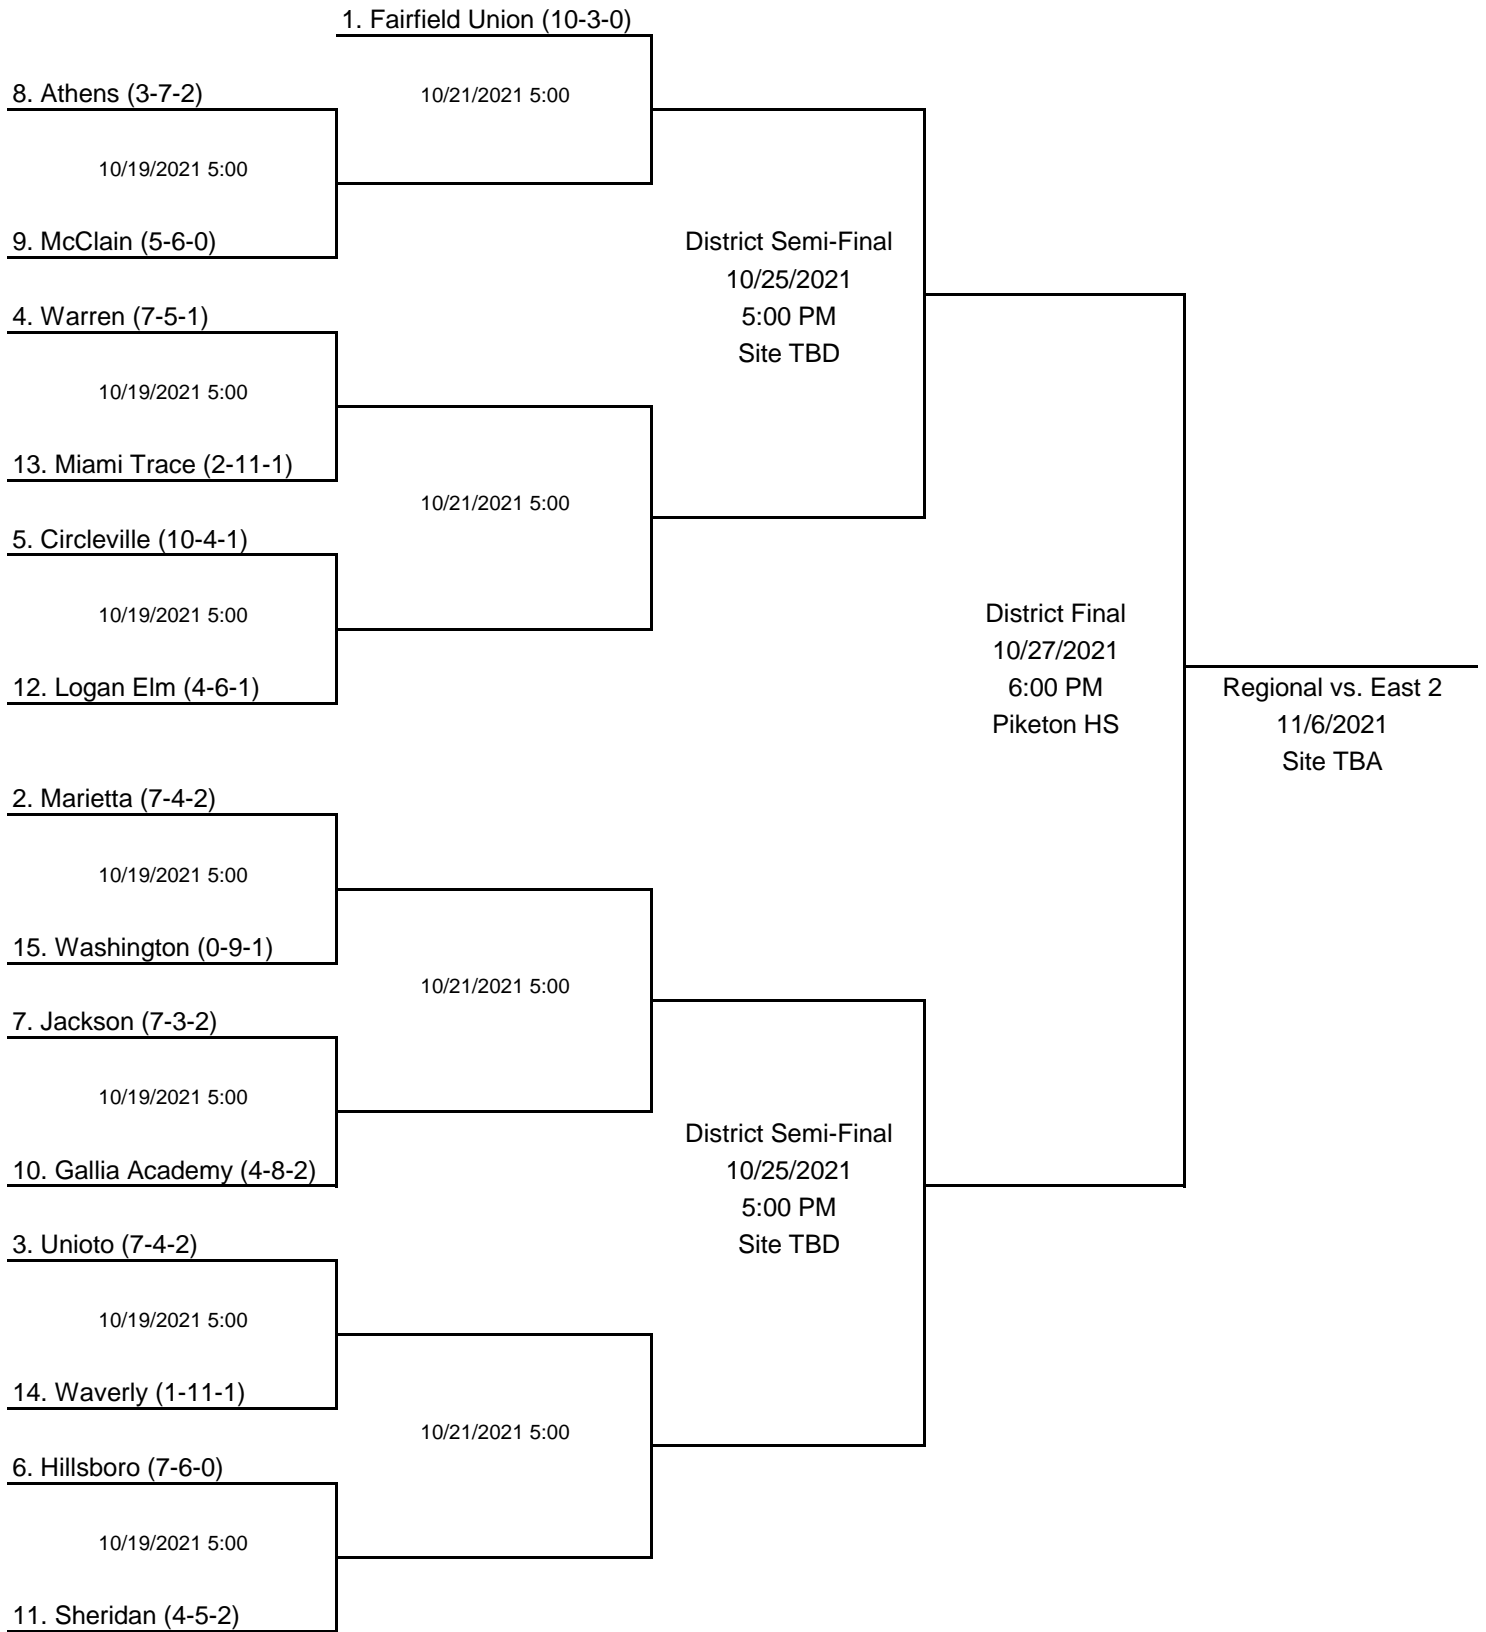 1. Fairfield Union (10-3-0)
8. Athens (3-7-2)
10/21/2021 5:00
10/19/2021 5:00
9. McClain (5-6-0)
District Semi-Final
10/25/2021
5:00 PM
Site TBD
4. Warren (7-5-1)
10/19/2021 5:00
13. Miami Trace (2-11-1)
10/21/2021 5:00
5. Circleville (10-4-1)
10/19/2021 5:00
12. Logan Elm (4-6-1)
District Final
10/27/2021
6:00 PM
Piketon HS
Regional vs. East 2
11/6/2021
Site TBA
2. Marietta (7-4-2)
10/19/2021 5:00
15. Washington (0-9-1)
10/21/2021 5:00
7. Jackson (7-3-2)
10/19/2021 5:00
10. Gallia Academy (4-8-2)
District Semi-Final
10/25/2021
5:00 PM
Site TBD
3. Unioto (7-4-2)
10/19/2021 5:00
14. Waverly (1-11-1)
10/21/2021 5:00
6. Hillsboro (7-6-0)
10/19/2021 5:00
11. Sheridan (4-5-2)